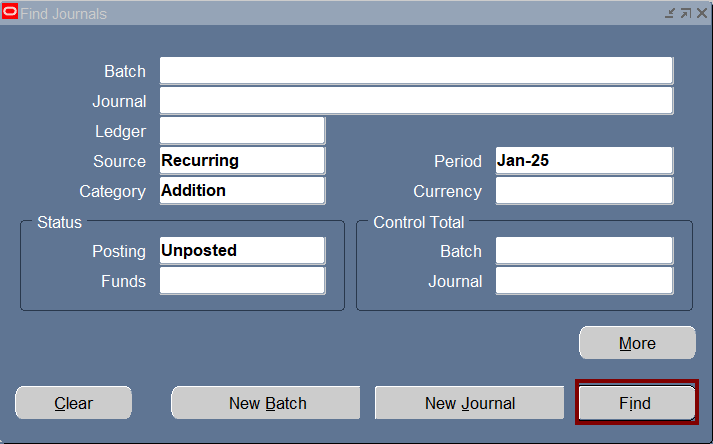 Find Journals
Batch
Journal
Ledger
Source Recurring Period Jan-25
Category Addition Currency
Status Control Total
Posting Unposted Batch
Funds Journal
More
Clear New Batch New Journal Find